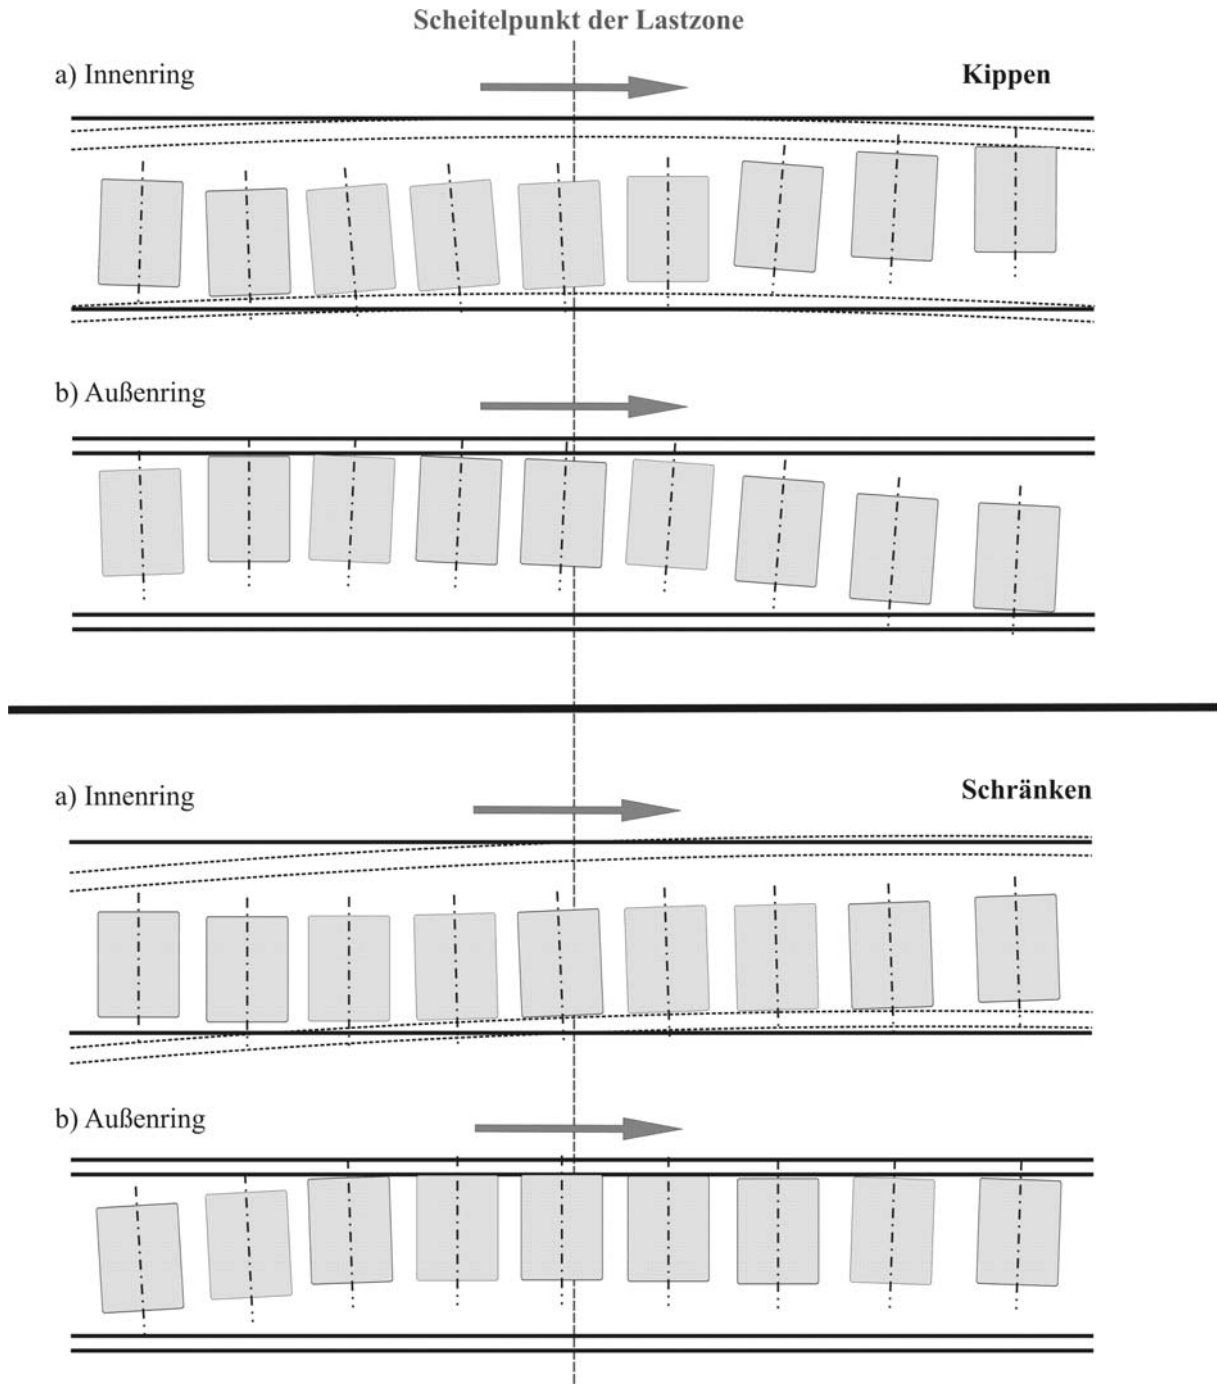 Scheitelpunkt der Lastzone
a) Innenring
Kippen
b) Außenring
a) Innenring
Schränken
b) Außenring